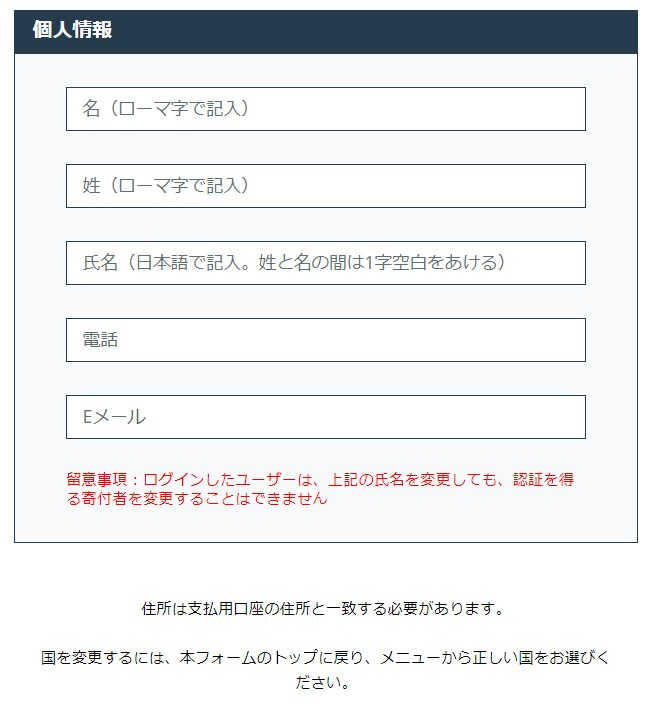 個人情報
名（ローマ字で記入）
姓（ローマ字で記入）
氏名（日本語で記入。姓と名の間は1字空白をあける）
電話
Eメール
留意事項：ログインしたユーザーは、上記の氏名を変更しても、認証を得
る寄付者を変更することはできません
住所は支払用口座の住所と一致する必要があります。
国を変更するには、本フォームのトップに戻り、メニューから正しい国をお選びく
ださい。